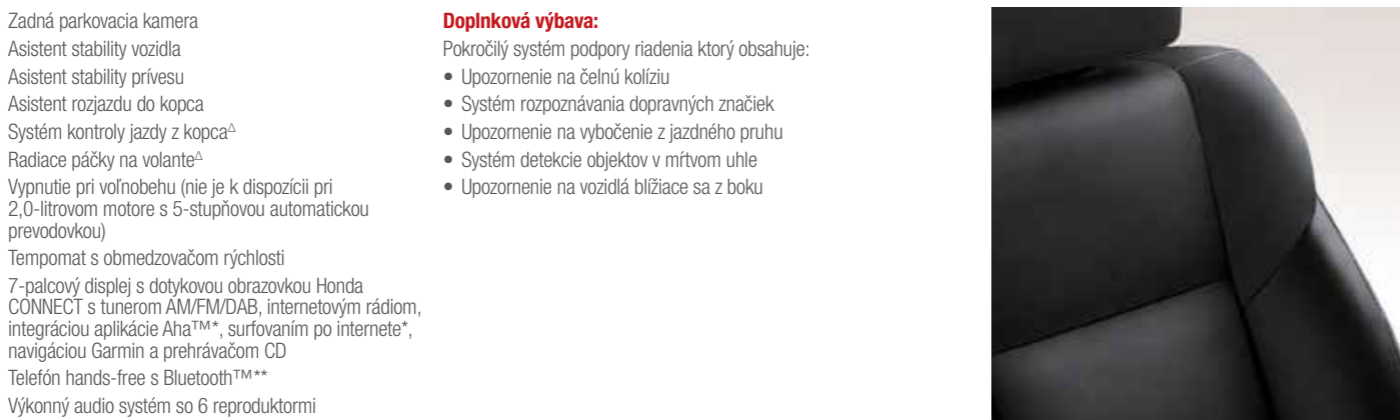 Zadná parkovacia kamera
Asistent stability vozidla
Asistent stability prívesu
Asistent rozjazdu do kopca
Systém kontroly jazdy z kopca△
Radiace páčky na volante△
Vypnutie pri voľnobehu (nie je k dispozícii pri
2,0-litrovom motore s 5-stupňovou automatickou
prevodovkou)
Tempomat s obmedzovačom rýchlosti
7-palcový displej s dotykovou obrazovkou Honda
CONNECT s tunerom AM/FM/DAB, internetovým rádiom,
integráciou aplikácie Aha™*, surfovaním po internete*,
navigáciou Garmin a prehrávačom CD
Telefón hands-free s Bluetooth™**
Výkonný audio systém so 6 reproduktormi
Doplnková výbava:
Pokročilý systém podpory riadenia ktorý obsahuje:
• Upozornenie na čelnú kolíziu
• Systém rozpoznávania dopravných značiek
• Upozornenie na vybočenie z jazdného pruhu
• Systém detekcie objektov v mŕtvom uhle
• Upozornenie na vozidlá blížiace sa z boku